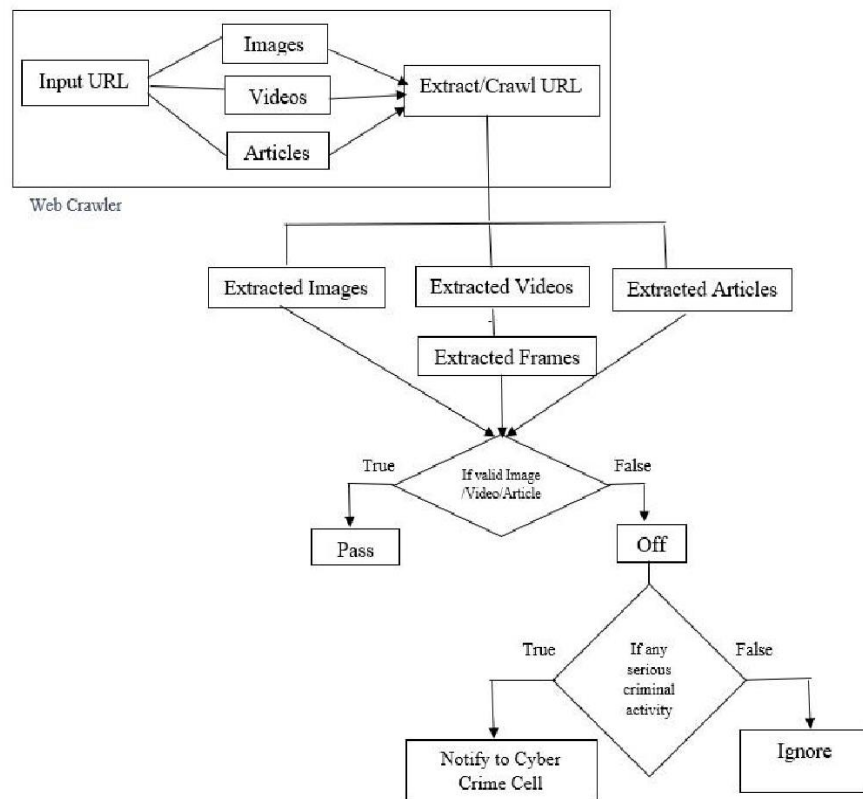 Images
Input URL
Extract/Crawl URL
Videos
Articles
Web Crawler
Extracted Images
Extracted Videos
Extracted Articles
Extracted Frames
True
If valid Image
/Video/Article
False
Pass
Off
True
If any
serious
criminal
activity
False
Notify to Cyber
Crime Cell
Ignore